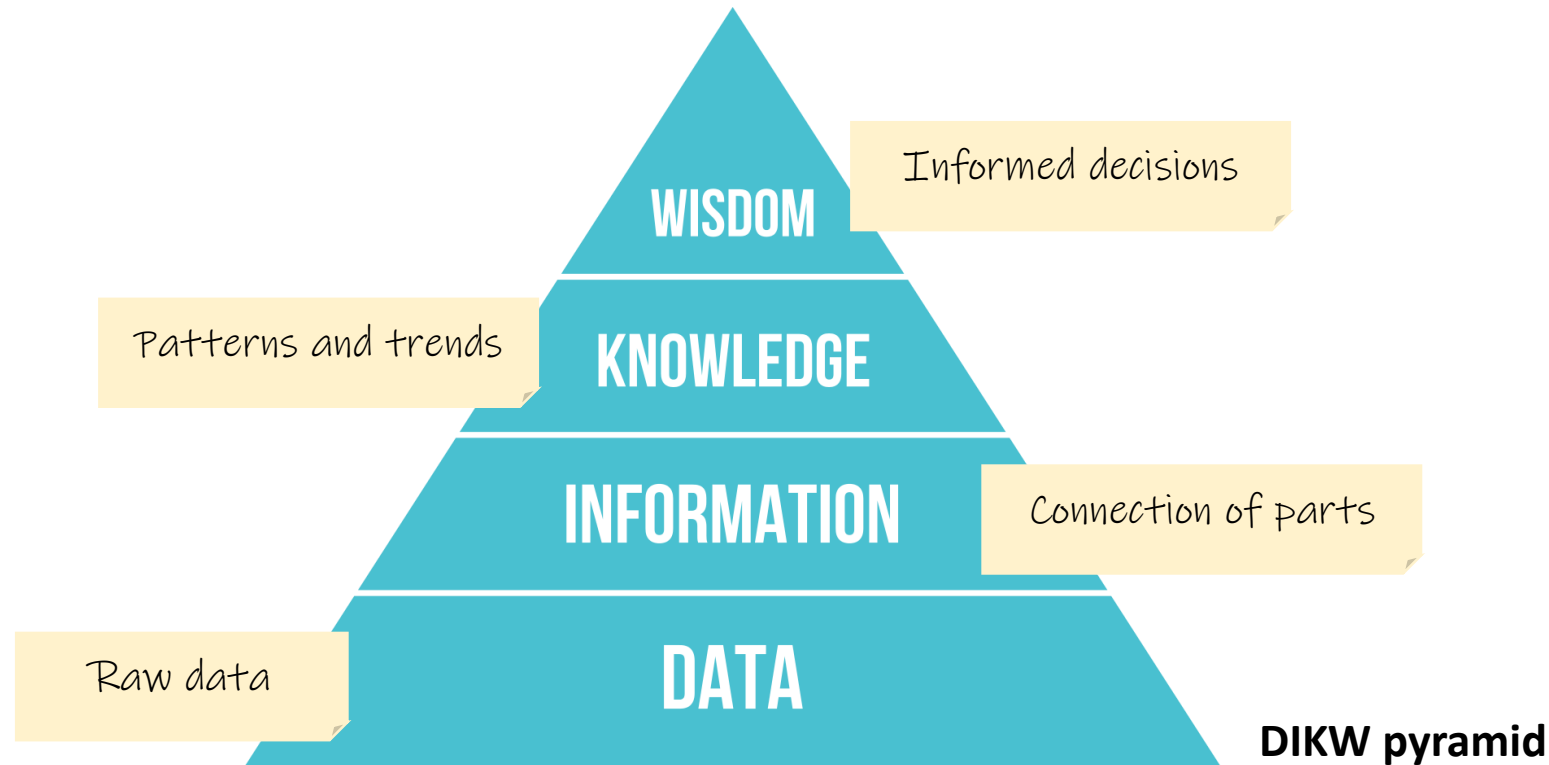 Informed decisions
WISDOM
Patterns and trends
KNOWLEDGE
INFORMATION
Connection of parts
Raw data
DATA
DIKW pyramid